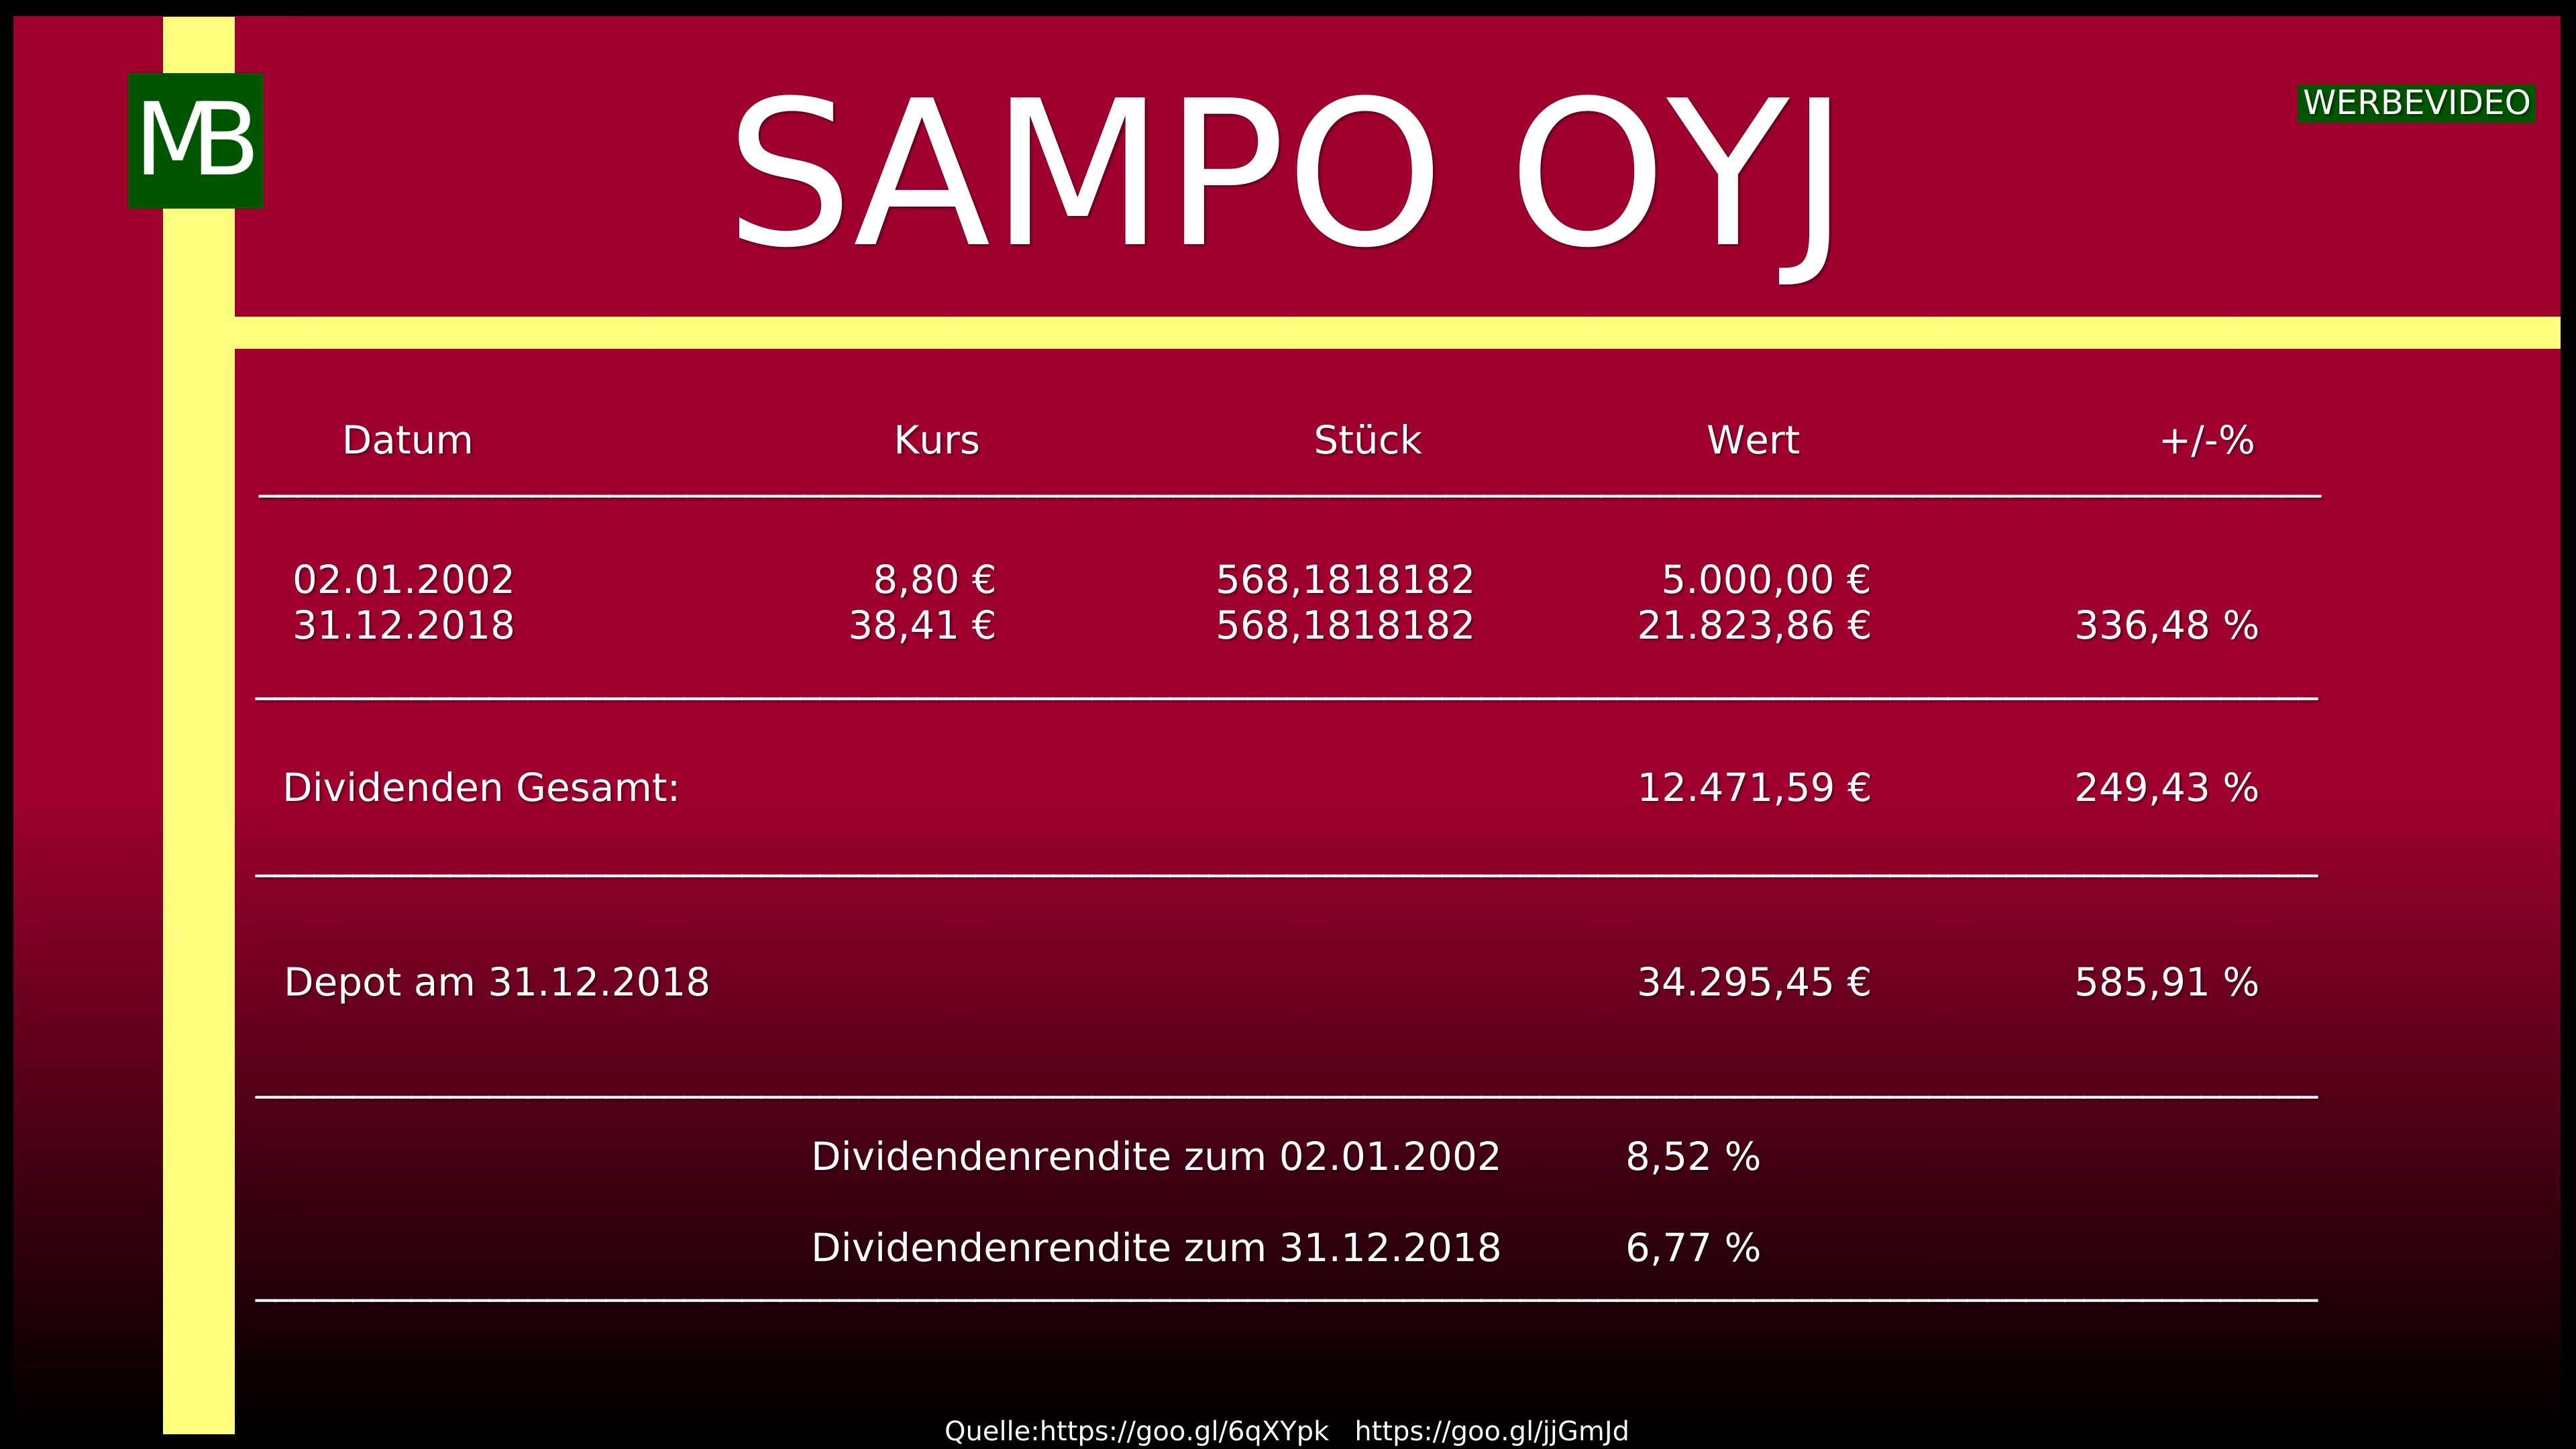 MB
SAMPO OYJ
WERBEVIDEO
Datum Kurs Stück Wert +/-%
02.01.2002 8,80 € 568,1818182 5.000,00 €
31.12.2018 38,41 € 568,1818182 21.823,86 € 336,48 %
Dividenden Gesamt: 12.471,59 € 249,43 %
Depot am 31.12.2018 34.295,45 € 585,91 %
Dividendenrendite zum 02.01.2002 8,52 %
Dividendenrendite zum 31.12.2018 6,77 %
Quelle:https://goo.gl/6qXYpk https://goo.gl/jjGmJd